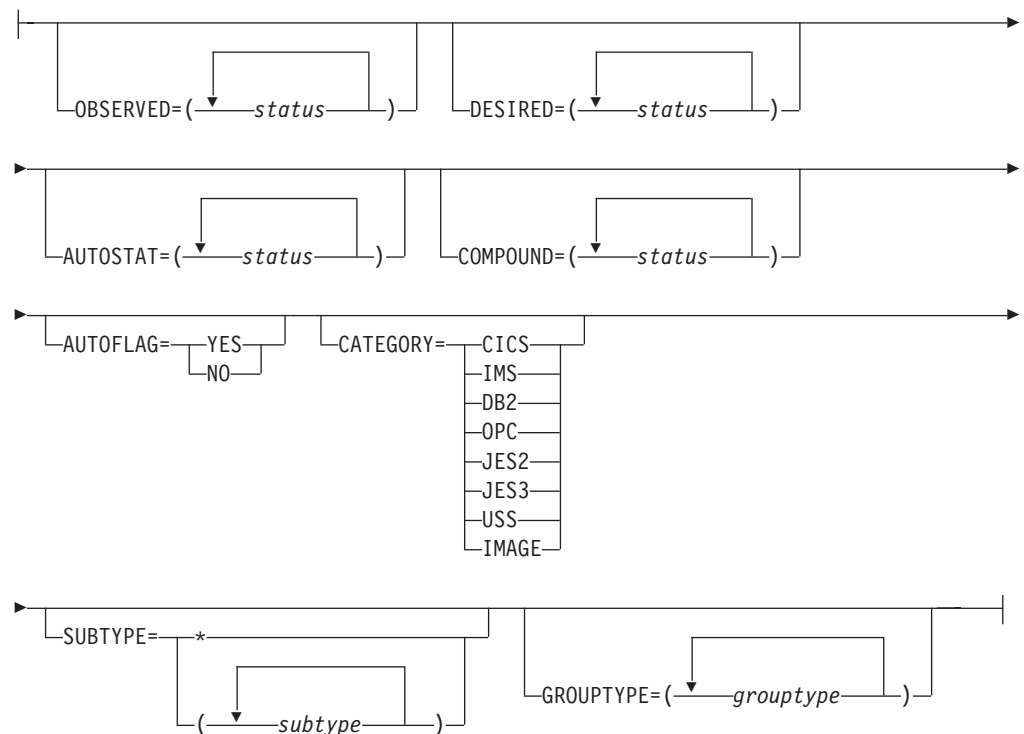 OBSERVED=( status ) DESIRED=( status )
AUTOSTAT=( status ) COMPOUND=( status )
AUTOFLAG= YES CATEGORY= CICS
NO IMS
DB2
OPC
JES2
JES3
USS
IMAGE
SUBTYPE= *
GROUPTYPE=( grouptype )
( subtype )